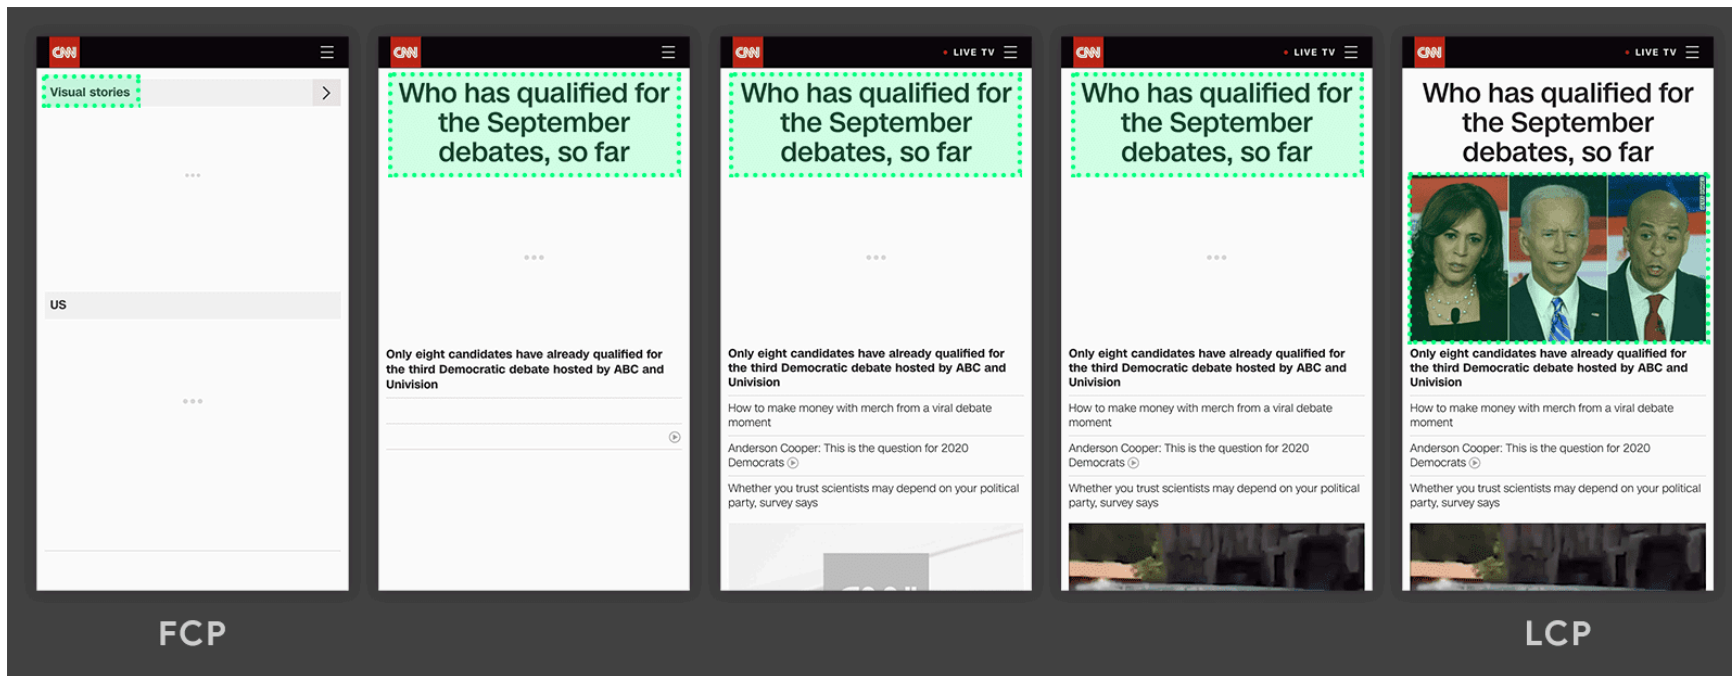 CNN
Visual stories
US
FCP
CNN
Who has qualified for
the September
debates, so far
Only eight candidates have already qualified for
the third Democratic debate hosted by ABC and
Univision
CNN
LIVE TV
Who has qualified for
the September
debates, so far
Only eight candidates have already qualified for
the third Democratic debate hosted by ABC and
Univision
How to make money with merch from a viral debate
moment
Anderson Cooper: This is the question for 2020
Democrats
Whether you trust scientists may depend on your political
party, survey says
CNN
LIVE TV
Who has qualified for
the September
debates, so far
Only eight candidates have already qualified for
the third Democratic debate hosted by ABC and
Univision
How to make money with merch from a viral debate
moment
Anderson Cooper: This is the question for 2020
Democrats
Whether you trust scientists may depend on your political
party, survey says
CNN
LIVE TV
Who has qualified for
the September
debates, so far
Only eight candidates have already qualified for
the third Democratic debate hosted by ABC and
Univision
How to make money with merch from a viral debate
moment
Anderson Cooper: This is the question for 2020
Democrats
Whether you trust scientists may depend on your political
party, survey says
LCP